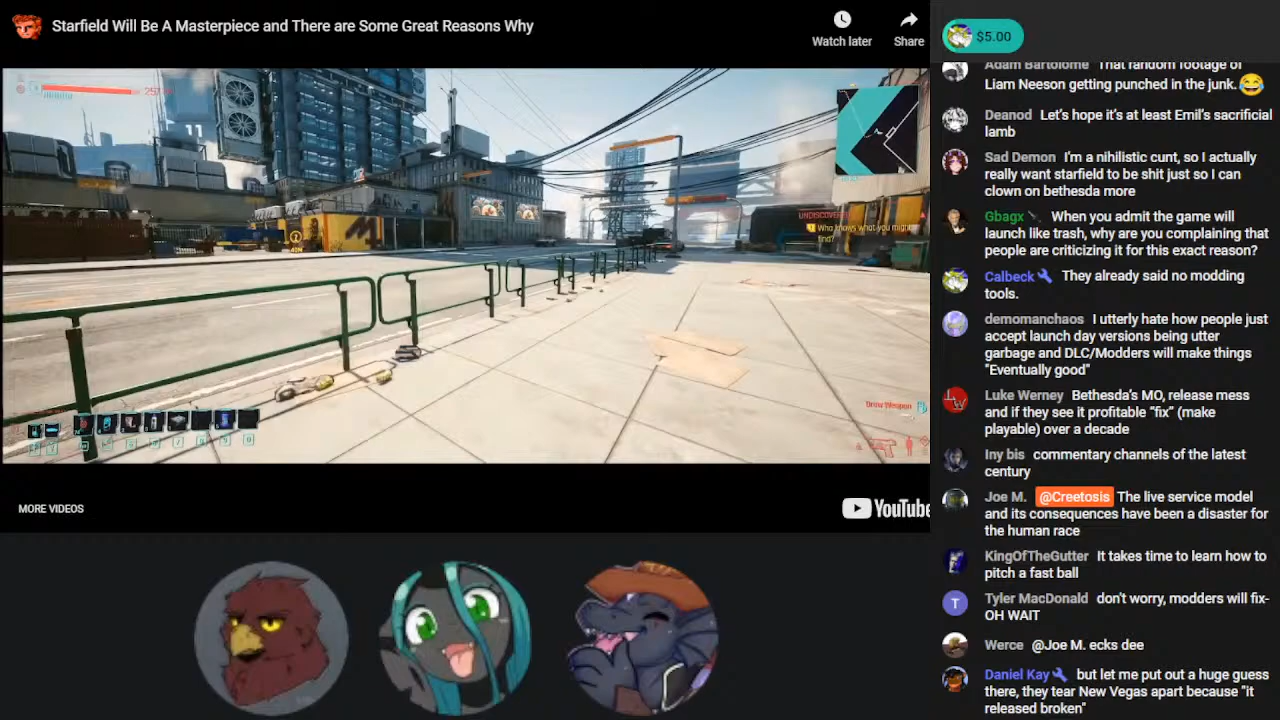 Starfield Will Be A Masterpiece and There are Some Great Reasons Why
Watch later
Share
257
11
UNDISCOVERED
Who knows what you might
find?
Draw Weapon
MORE VIDEOS
YouTube
$5.00
Adam Bartolome That random footage of
Liam Neeson getting punched in the junk.😂
Deanod Let's hope it's at least Emil's sacrificial
lamb
Sad Demon I'm a nihilistic cunt, so I actually
really want starfield to be shit just so I can
clown on bethesda more
Gbagx When you admit the game will
launch like trash, why are you complaining that
people are criticizing it for this exact reason?
Calbeck They already said no modding
tools.
demomanchaos I utterly hate how people just
accept launch day versions being utter
garbage and DLC/Modders will make things
"Eventually good"
Luke Werney Bethesda's MO, release mess
and if they see it profitable "fix" (make
playable) over a decade
Iny bis commentary channels of the latest
century
Joe M. @Creetosis The live service model
and its consequences have been a disaster for
the human race
KingOfTheGutter It takes time to learn how to
pitch a fast ball
T
Tyler MacDonald don't worry, modders will fix-
OH WAIT
Werce @Joe M. ecks dee
Daniel Kay but let me put out a huge guess
there, they tear New Vegas apart because "it
released broken"